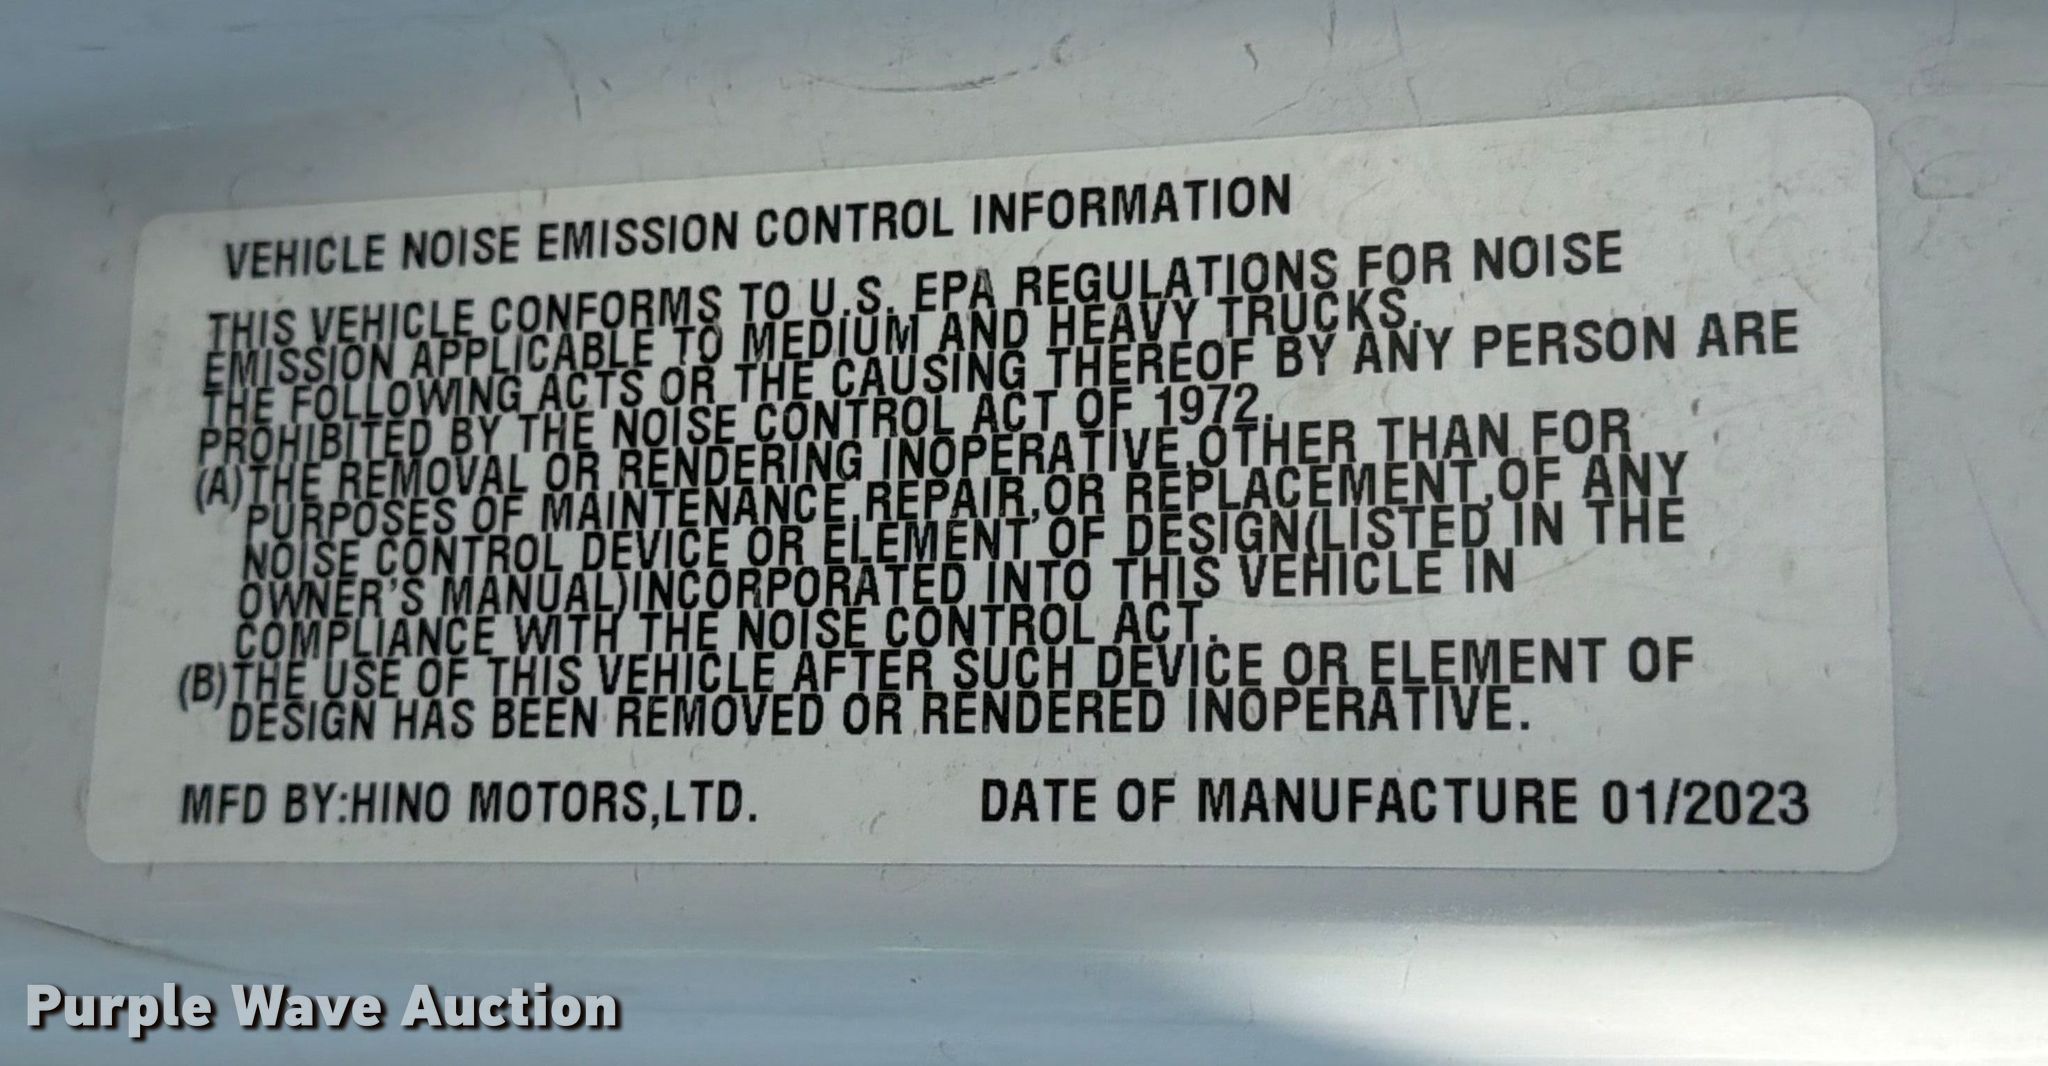 VEHICLE NOISE EMISSION CONTROL INFORMATION
THIS VEHICLE CONFORMS TO U.S. EPA REGULATIONS FOR NOISE
EMISSION APPLICABLE TO MEDIUM AND HEAVY TRUCKS.
THE FOLLOWING ACTS OR THE CAUSING THEREOF BY ANY PERSON ARE
PROHIBITED BY THE NOISE CONTROL ACT OF 1972.
(A)THE REMOVAL OR RENDERING INOPERATIVE,OTHER THAN FOR
PURPOSES OF MAINTENANCE,REPAIR,OR REPLACEMENT,OF ANY
NOISE CONTROL DEVICE OR ELEMENT OF DESIGN(LISTED IN THE
OWNER'S MANUAL)INCORPORATED INTO THIS VEHICLE IN
COMPLIANCE WITH THE NOISE CONTROL ACT.
(B)THE USE OF THIS VEHICLE AFTER SUCH DEVICE OR ELEMENT OF
DESIGN HAS BEEN REMOVED OR RENDERED INOPERATIVE.
MFD BY:HINO MOTORS,LTD. DATE OF MANUFACTURE 01/2023
Purple Wave Auction